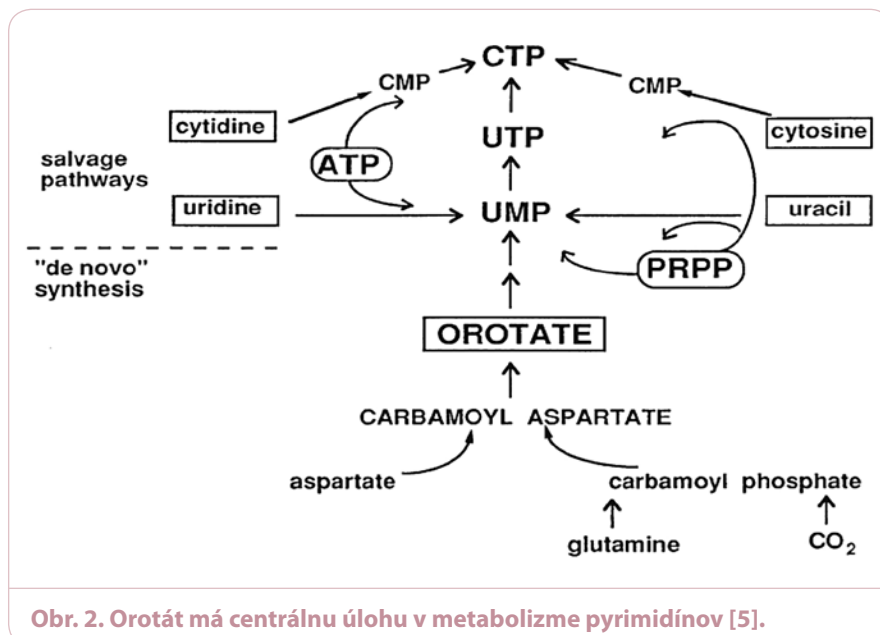 CTP
CMP
CMP
cytidine
cytosine
UTP
ATP
salvage
pathways
uridine
UMP
uracil
"de novo"
synthesis
PRPP
OROTATE
CARBAMOYL ASPARTATE
aspartate
carbamoyl phosphate
glutamine
CO₂
Obr. 2. Orotát má centrálnu úlohu v metabolizme pyrimidínov [5].